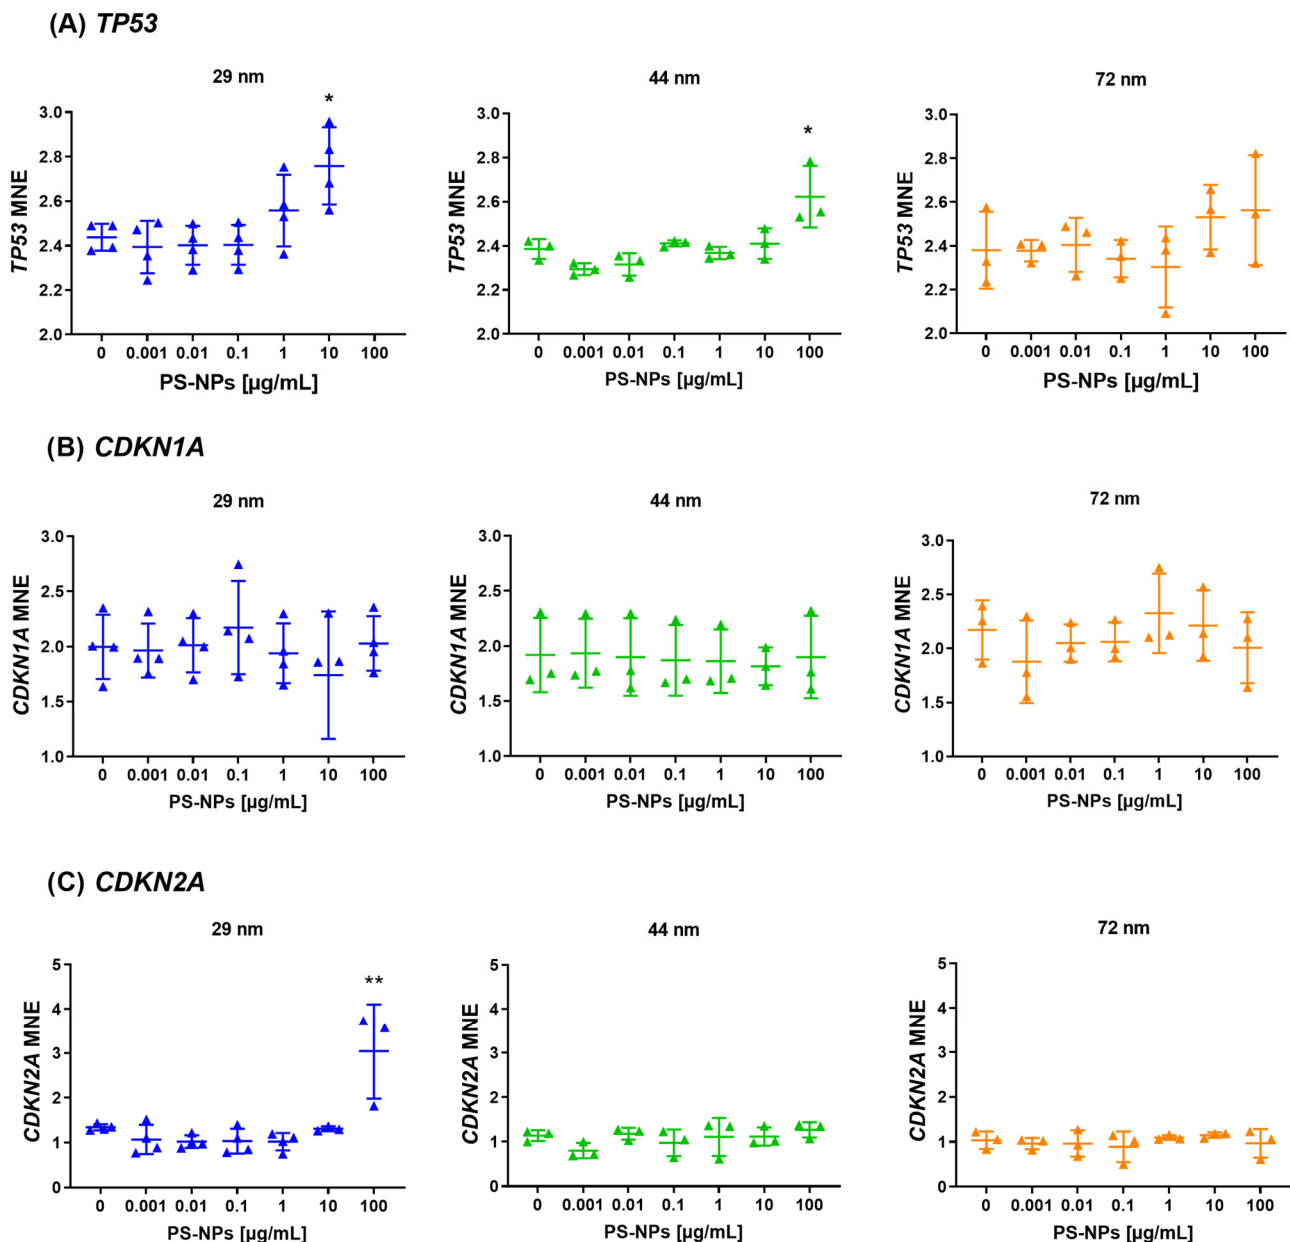 (A) TP53
29 nm
44 nm
72 nm
*
*
TP53 MNE
3.0
2.8
2.6
2.4
2.2
2.0
0 0.001 0.01 0.1 1 10 100
PS-NPs [µg/mL]
TP53 MNE
3.0
2.8
2.6
2.4
2.2
2.0
0 0.001 0.01 0.1 1 10 100
PS-NPs [µg/mL]
TP53 MNE
3.0
2.8
2.6
2.4
2.2
2.0
0 0.001 0.01 0.1 1 10 100
PS-NPs [µg/mL]
(B) CDKN1A
29 nm
44 nm
72 nm
CDKN1A MNE
3.0
2.5
2.0
1.5
1.0
0 0.001 0.01 0.1 1 10 100
PS-NPs [µg/mL]
CDKN1A MNE
3.0
2.5
2.0
1.5
1.0
0 0.001 0.01 0.1 1 10 100
PS-NPs [µg/mL]
CDKN1A MNE
3.0
2.5
2.0
1.5
1.0
0 0.001 0.01 0.1 1 10 100
PS-NPs [µg/mL]
(C) CDKN2A
29 nm
44 nm
72 nm
**
CDKN2A MNE
5
4
3
2
1
0
0 0.001 0.01 0.1 1 10 100
PS-NPs [µg/mL]
CDKN2A MNE
5
4
3
2
1
0
0 0.001 0.01 0.1 1 10 100
PS-NPs [µg/mL]
CDKN2A MNE
5
4
3
2
1
0
0 0.001 0.01 0.1 1 10 100
PS-NPs [µg/mL]